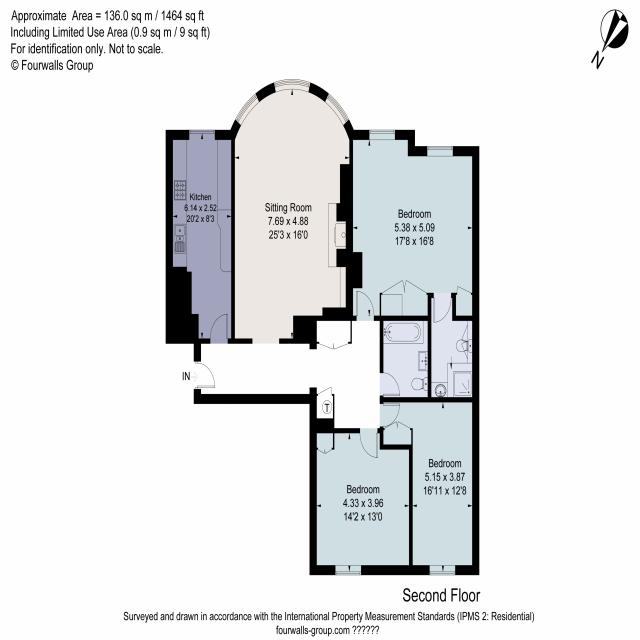 Approximate Area = 136.0 sq m / 1464 sq ft
Including Limited Use Area (0.9 sq m / 9 sq ft)
For identification only. Not to scale.
© Fourwalls Group
N
Kitchen
6.14 x 2.52
20'2 x 8'3
Sitting Room
7.69 x 4.88
25'3 x 16'0
Bedroom
5.38 x 5.09
17'8 x 16'8
IN
T
Bedroom
4.33 x 3.96
14'2 x 13'0
Bedroom
5.15 x 3.87
16'11 x 12'8
Second Floor
Surveyed and drawn in accordance with the International Property Measurement Standards (IPMS 2: Residential)
fourwalls-group.com ??????